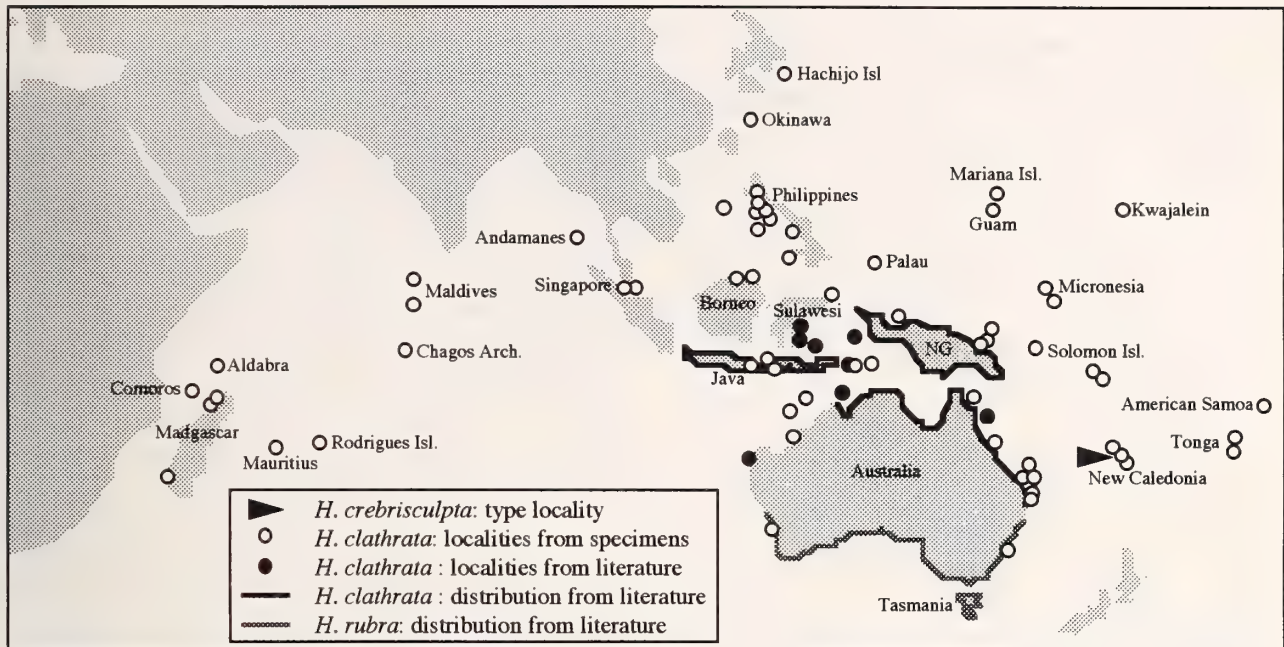 Hachijo Isl
Okinawa
Mariana Isl.
Philippines
Guam
Kwajalein
Andamanes
Palau
Maldives
Singapore
Micronesia
Borneo
Sulawesi
NG
Chagos Arch.
Solomon Isl.
Aldabra
Java
Comoros
American Samoa
Madgascar
Tonga
Rodrigues Isl.
Mauritius
Australia
New Caledonia
H. crebrisculpta: type locality
H. clathrata: localities from specimens
H. clathrata : localities from literature
H. clathrata : distribution from literature
H. rubra: distribution from literature
Tasmania